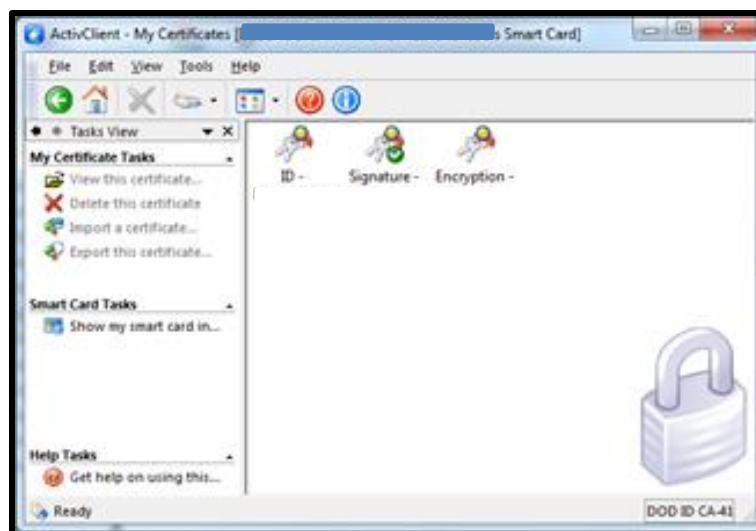 ActivClient - My Certificates [ s Smart Card]
File Edit View Tools Help
Tasks View
My Certificate Tasks
View this certificate...
Delete this certificate
Import a certificate...
Export this certificate...
Smart Card Tasks
Show my smart card in...
Help Tasks
Get help on using this...
ID - Signature - Encryption -
Ready DOD ID CA-41